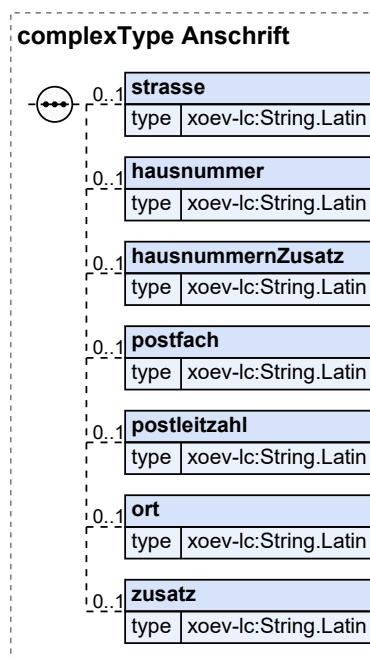 complexType Anschrift
0..1 strasse
type xoev-lc:String.Latin
0..1 hausnummer
type xoev-lc:String.Latin
0..1 hausnummernZusatz
type xoev-lc:String.Latin
0..1 postfach
type xoev-lc:String.Latin
0..1 postleitzahl
type xoev-lc:String.Latin
0..1 ort
type xoev-lc:String.Latin
0..1 zusatz
type xoev-lc:String.Latin